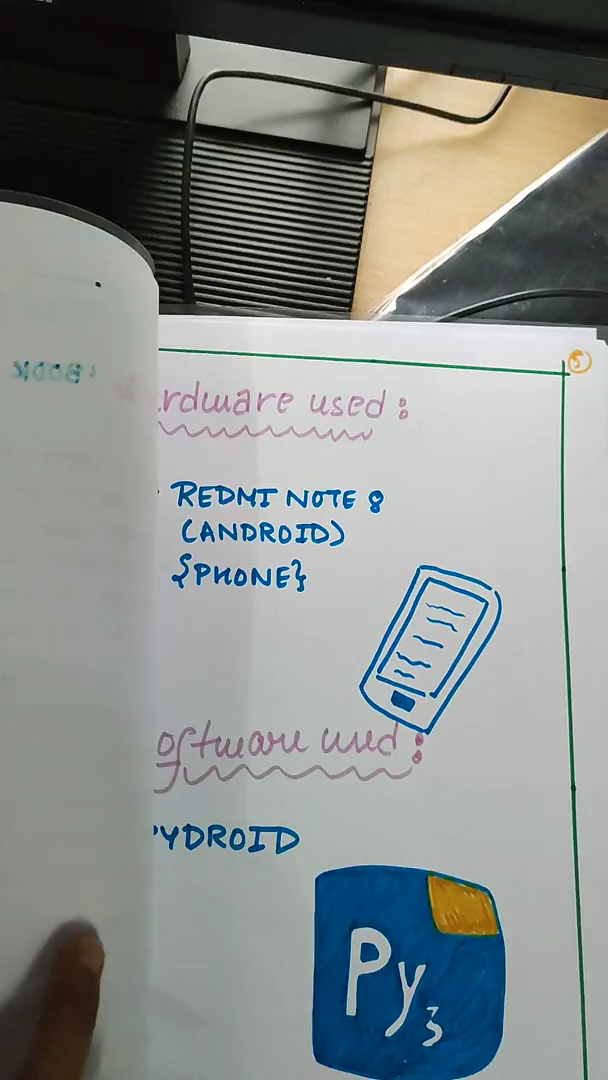 5
rdware used :
REDMI NOTE 8
(ANDROID)
{PHONE}
oftware used :
YDROID
Py3